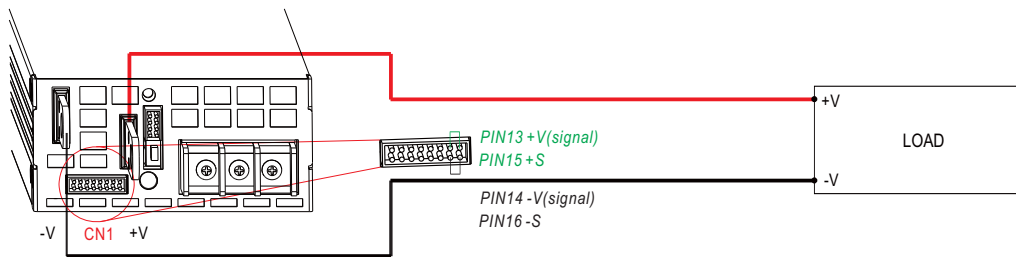 +V
LOAD
-V
PIN13 +V(signal)
PIN15 +S
PIN14 -V(signal)
PIN16 -S
-V CN1 +V